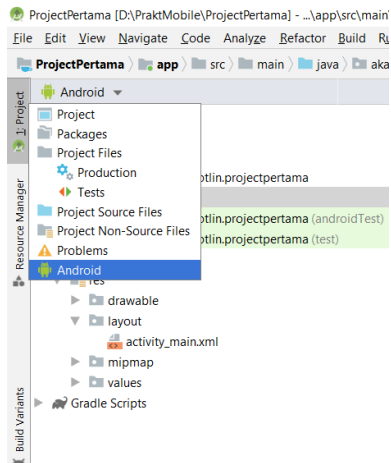 ProjectPertama [D:\PraktMobile\ProjectPertama] - ...\app\src\main\
File Edit View Navigate Code Analyze Refactor Build
ProjectPertama app src main java aka
Android
1: Project
Project
Packages
Project Files
Production
Tests
Project Source Files
Project Non-Source Files
Problems
Android
otlin.projectpertama
otlin.projectpertama (androidTest)
otlin.projectpertama (test)
res
drawable
layout
activity_main.xml
mipmap
values
Gradle Scripts
Resource Manager
Build Variants